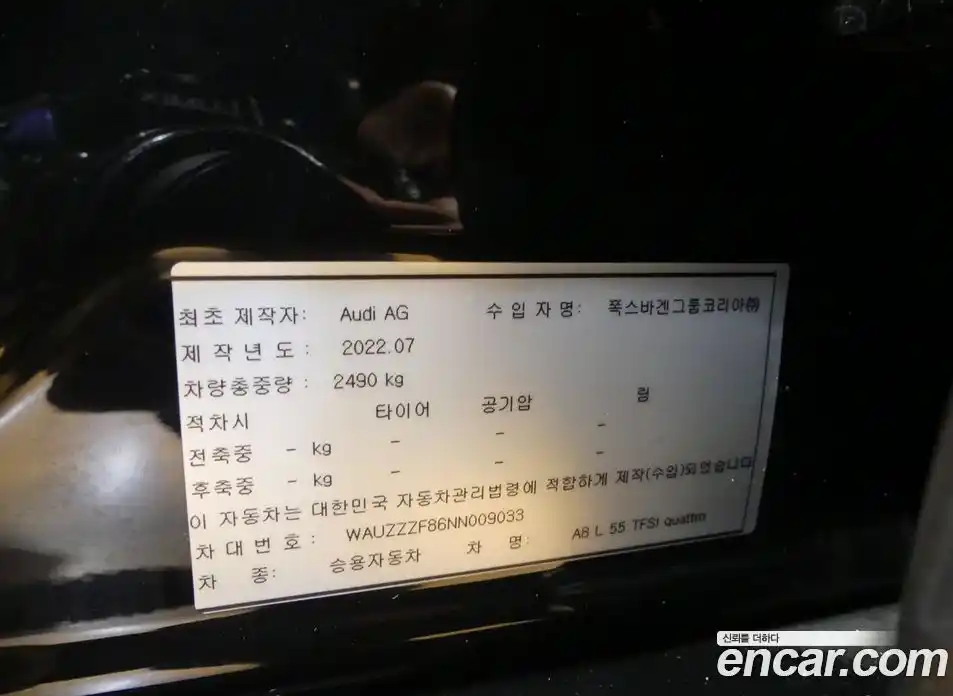 최초 제작자: Audi AG 수 입 자 명: 폭스바겐그룹코리아㈜
제 작 년 도 : 2022.07
차량총중량 : 2490 kg
적차시 타이어 공기압 림
전축중 - kg - - -
후축중 - kg - - -
이 자동차는 대한민국 자동차관리법령에 적합하게 제작(수입)되었습니다
차 대 번 호 : WAUZZZF86NN009033
차 종: 승용자동차 차 명: A8 L 55 TFSI quattro
신뢰를 더하다
encar.com